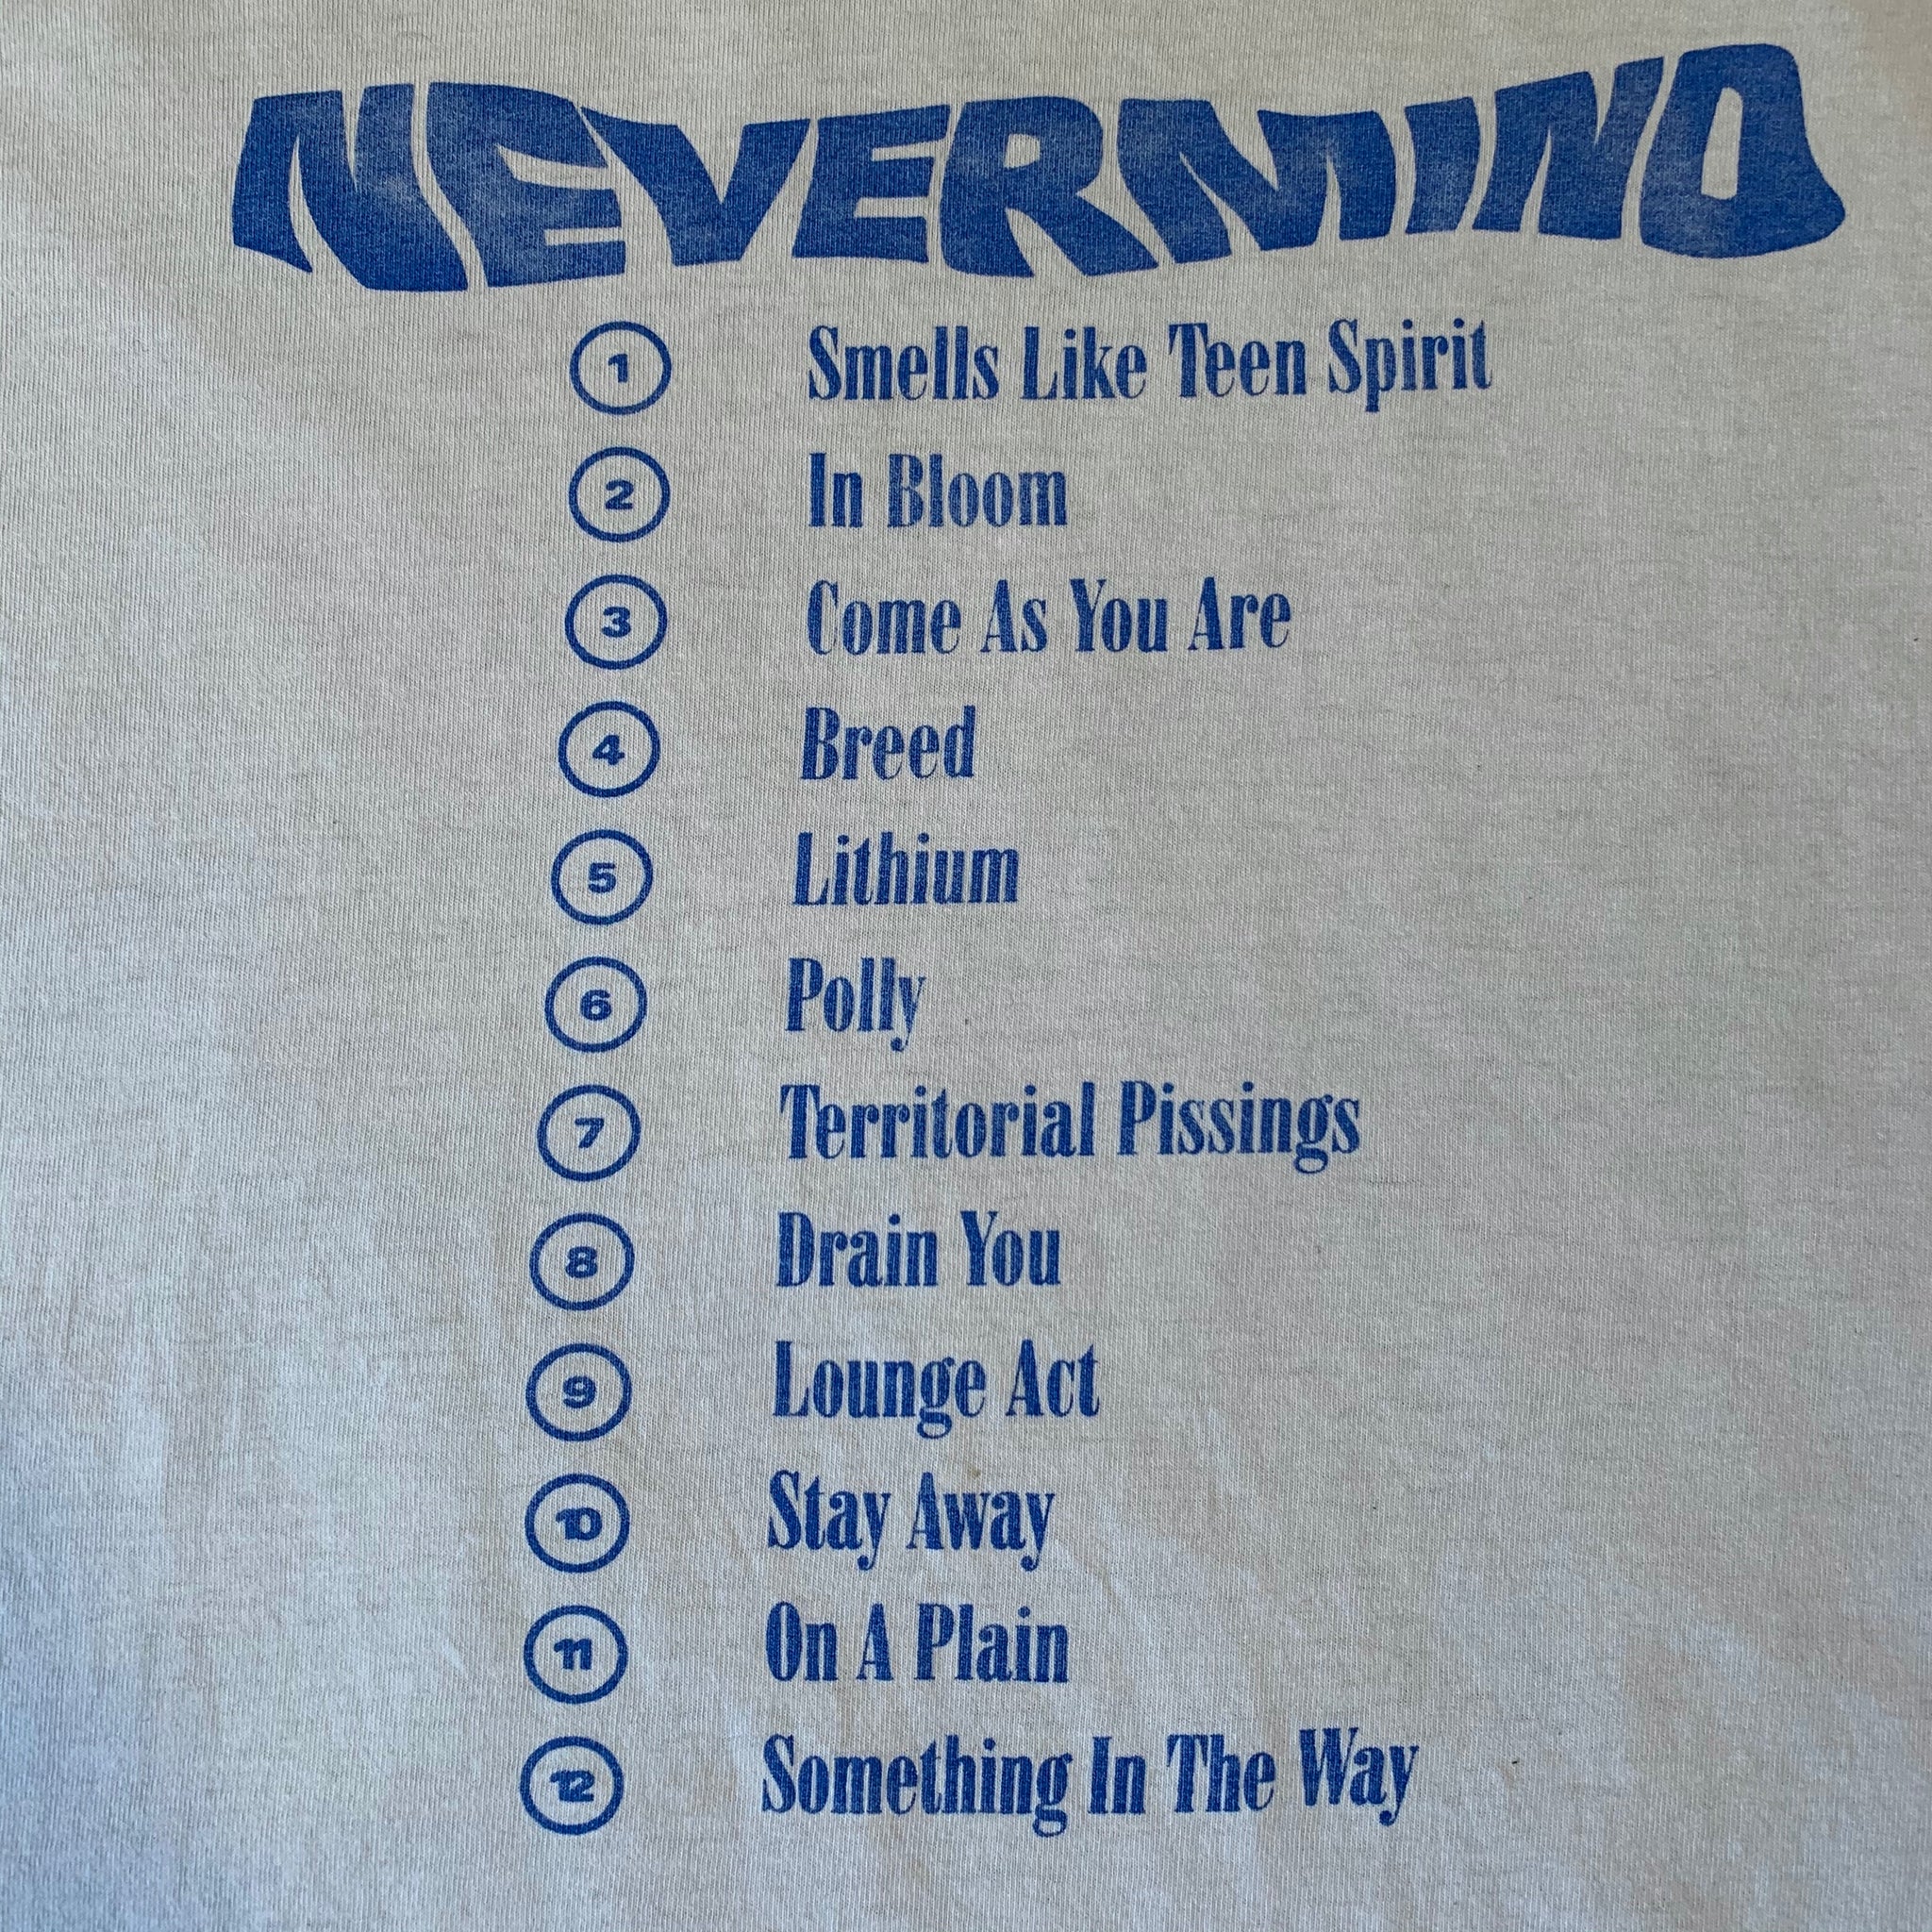 NEVERMIND
1 Smells Like Teen Spirit
2 In Bloom
3 Come As You Are
4 Breed
5 Lithium
6 Polly
7 Territorial Pissings
8 Drain You
9 Lounge Act
10 Stay Away
11 On A Plain
12 Something In The Way